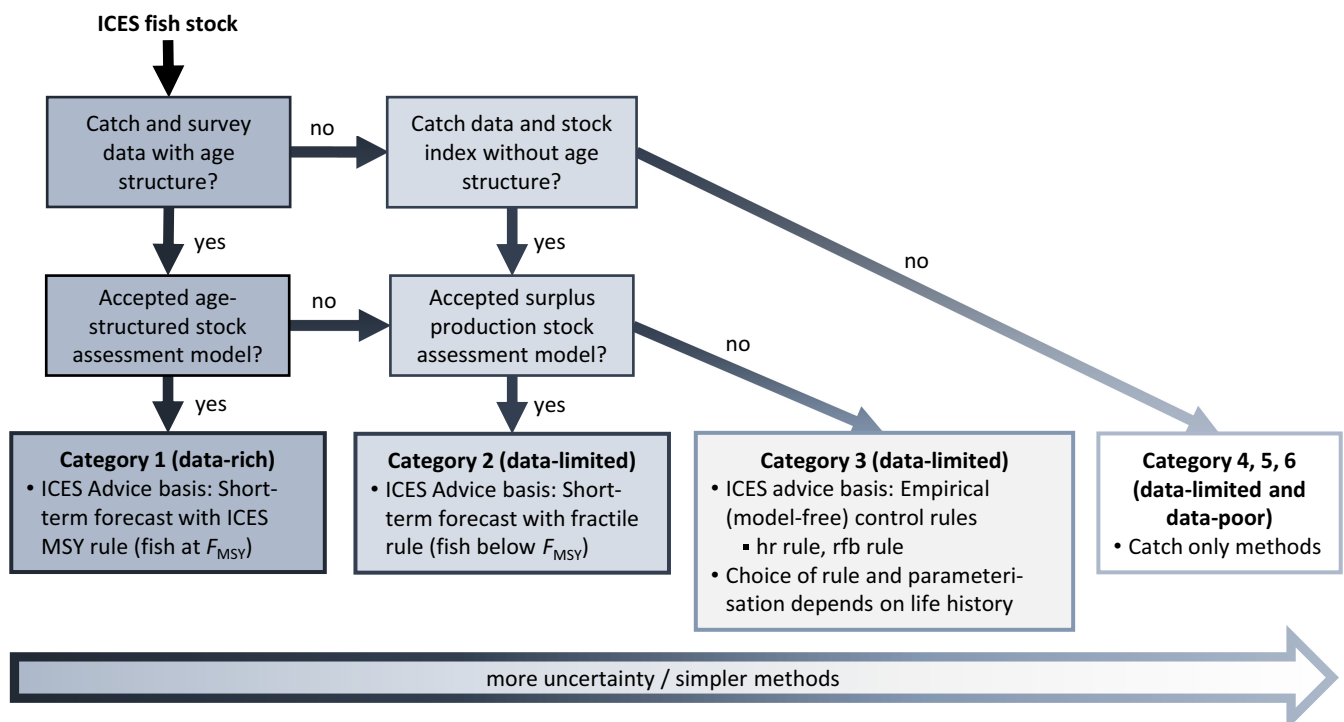 ICES fish stock
Catch and survey
data with age
structure?
no
Catch data and stock
index without age
structure?
yes
yes
no
Accepted age-
structured stock
assessment model?
no
Accepted surplus
production stock
assessment model?
no
yes
yes
Category 1 (data-rich)
• ICES Advice basis: Short-
term forecast with ICES
MSY rule (fish at FMSY)
Category 2 (data-limited)
• ICES Advice basis: Short-
term forecast with fractile
rule (fish below FMSY)
Category 3 (data-limited)
• ICES advice basis: Empirical
(model-free) control rules
▪ hr rule, rfb rule
• Choice of rule and parameteri-
sation depends on life history
Category 4, 5, 6
(data-limited and
data-poor)
• Catch only methods
more uncertainty / simpler methods